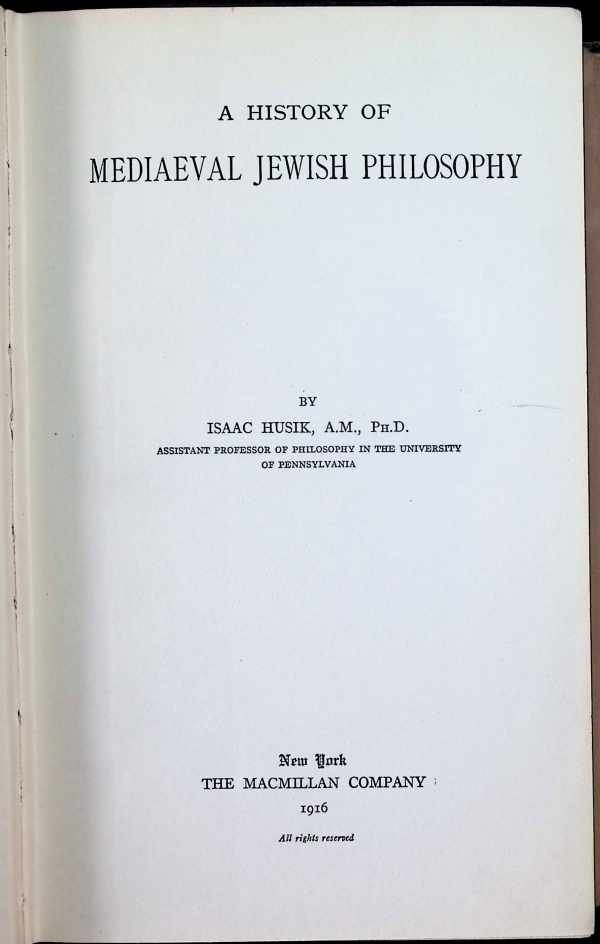 A HISTORY OF
MEDIAEVAL JEWISH PHILOSOPHY
BY
ISAAC HUSIK, A.M., PH.D.
ASSISTANT PROFESSOR OF PHILOSOPHY IN THE UNIVERSITY
OF PENNSYLVANIA
New York
THE MACMILLAN COMPANY
1916
All rights reserved